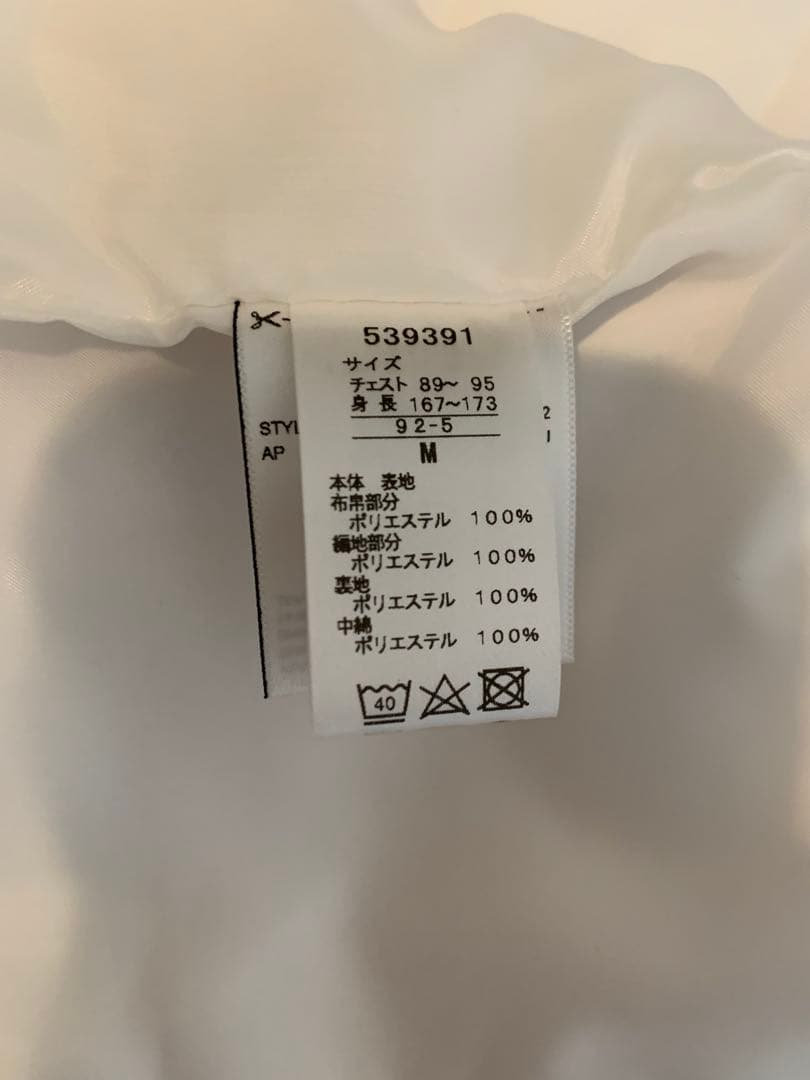 539391
サイズ
チェスト 89〜 95
身 長 167〜173
92-5
M
本体 表地
布帛部分
ポリエステル 100%
編地部分
ポリエステル 100%
裏地
ポリエステル 100%
中綿
ポリエステル 100%
40
AP
2